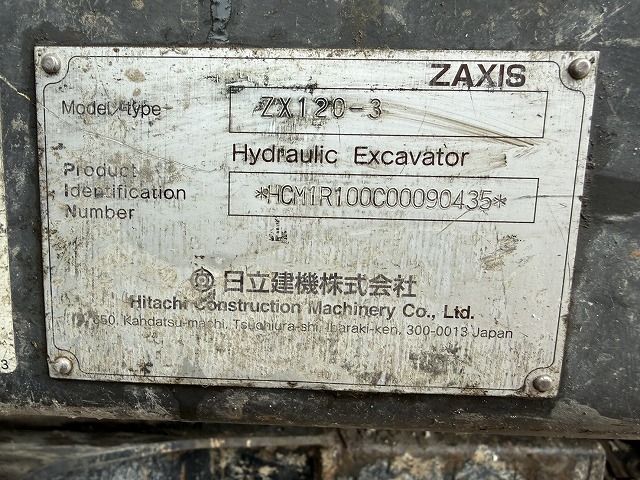 ZAXIS
Model/type ZX120-3
Hydraulic Excavator
Product
Identification
Number
*HCM1R100C00090435*
日立建機株式会社
Hitachi Construction Machinery Co., Ltd.
650, Kandatsu-machi, Tsuchiura-shi, Ibaraki-ken, 300-0013 Japan
3